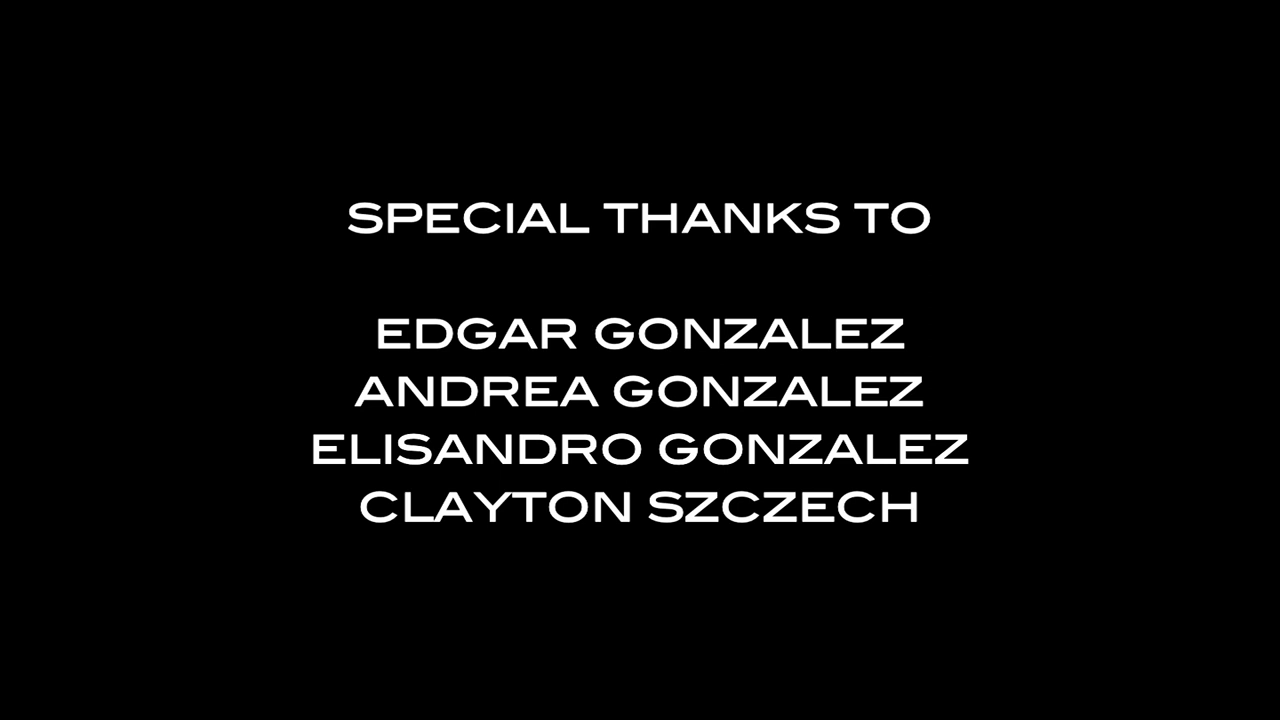 SPECIAL THANKS TO
EDGAR GONZALEZ
ANDREA GONZALEZ
ELISANDRO GONZALEZ
CLAYTON SZCZECH